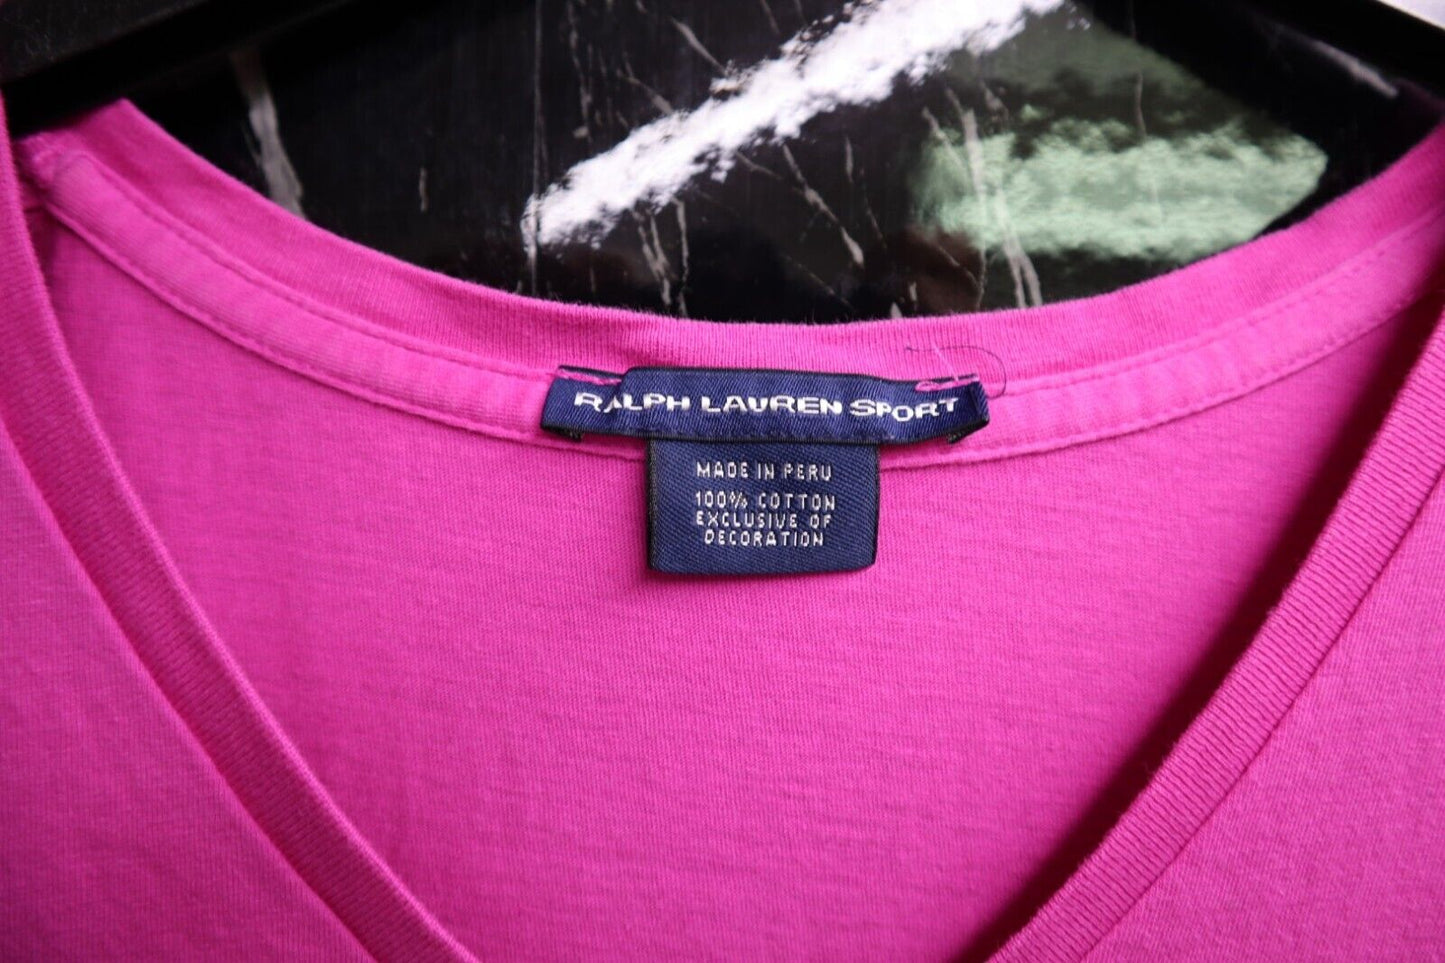 RALPH LAUREN SPORT
MADE IN PERU
100% COTTON
EXCLUSIVE OF
DECORATION